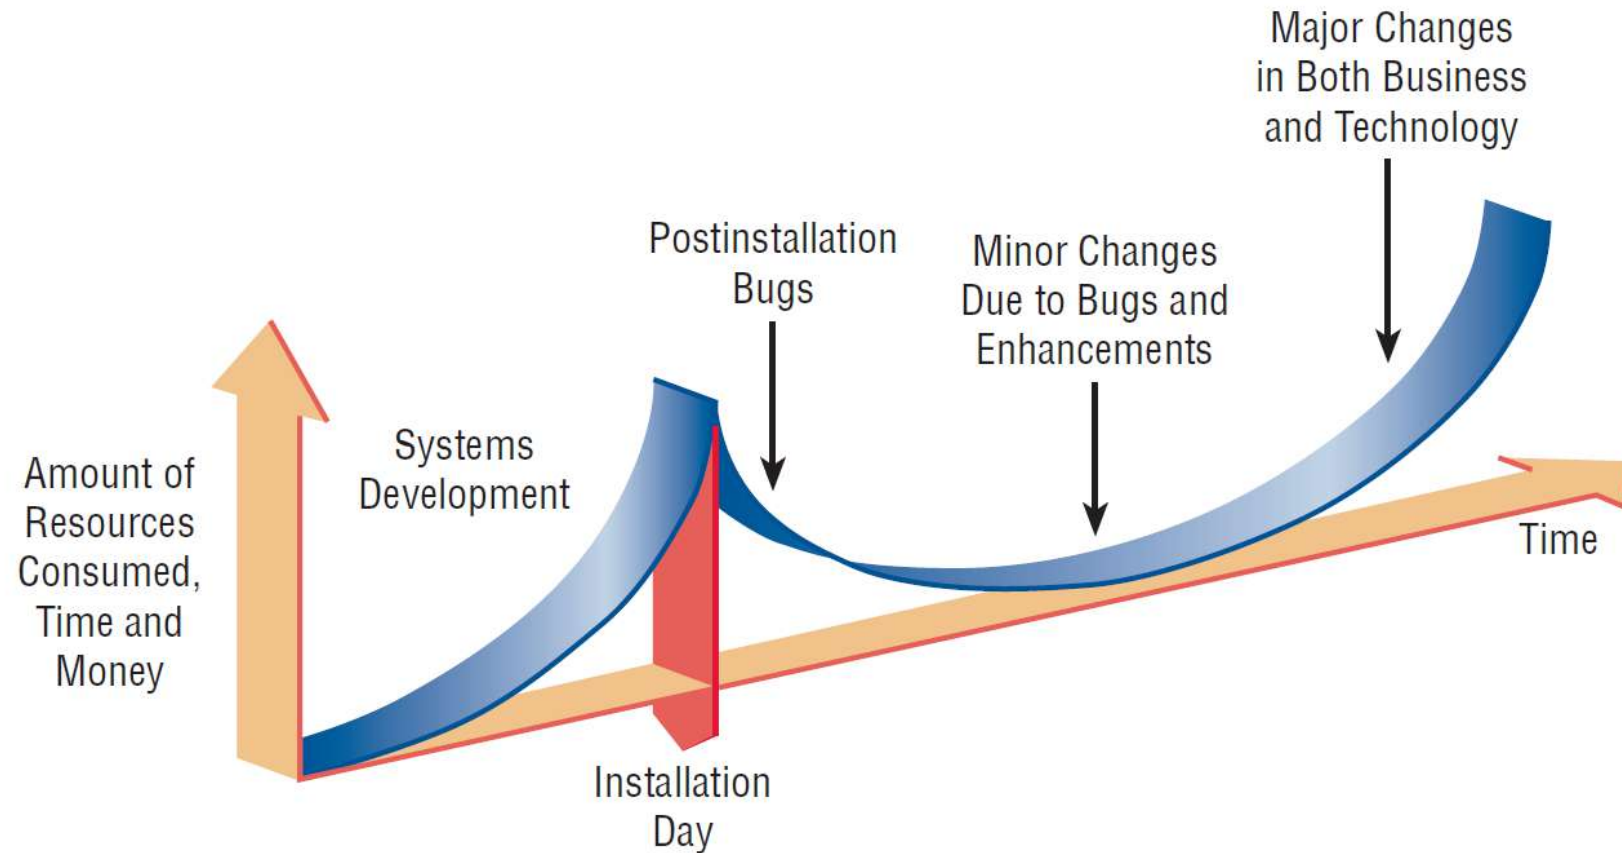 Major Changes
in Both Business
and Technology
Postinstallation
Bugs
Minor Changes
Due to Bugs and
Enhancements
Systems
Development
Amount of
Resources
Consumed,
Time and
Money
Time
Installation
Day